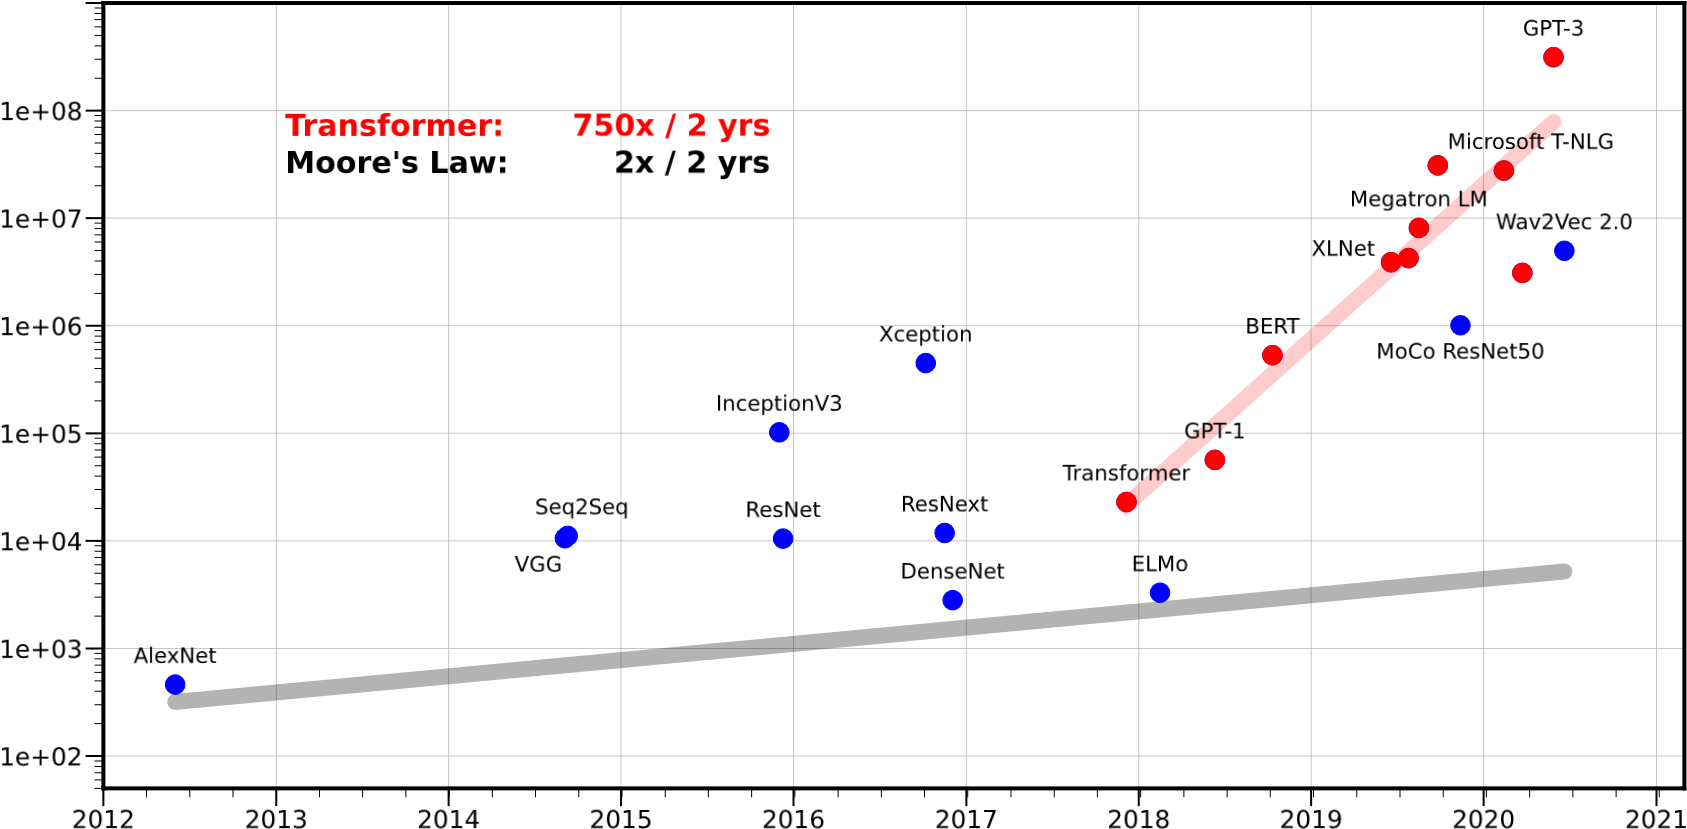 GPT-3
1e+08
Transformer: 750x / 2 yrs
Moore's Law: 2x / 2 yrs
Microsoft T-NLG
Megatron LM
1e+07
Wav2Vec 2.0
XLNet
1e+06
BERT
Xception
MoCo ResNet50
InceptionV3
1e+05
GPT-1
Transformer
Seq2Seq
ResNet
ResNext
1e+04
VGG
DenseNet
ELMo
1e+03
AlexNet
1e+02
2012 2013 2014 2015 2016 2017 2018 2019 2020 2021